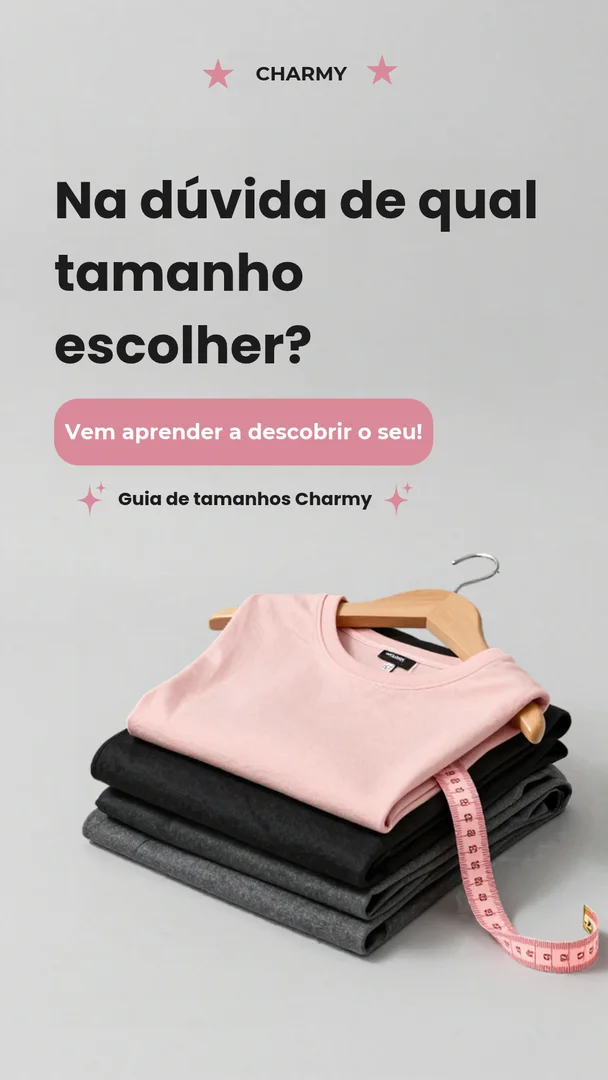 CHARMY
Na dúvida de qual
tamanho
escolher?
Vem aprender a descobrir o seu!
Guia de tamanhos Charmy